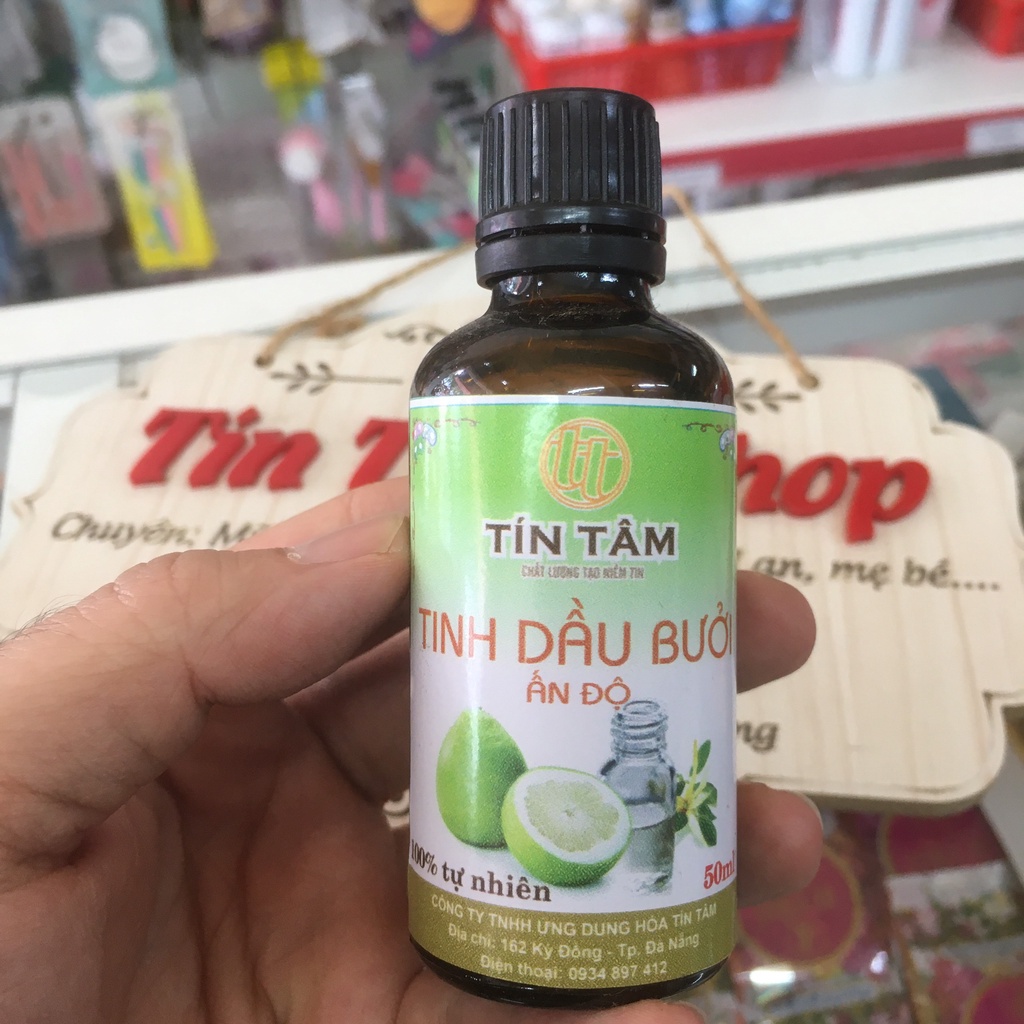 Tín T hop
Chuyên: M an, mẹ bé....
ng
TÍN TÂM
CHẤT LƯỢNG TẠO NIỀM TIN
TINH DẦU BƯỞI
ẤN ĐỘ
100% tự nhiên
50ml
CÔNG TY TNHH ỨNG DỤNG HÓA TÍN TÂM
Địa chỉ: 162 Kỳ Đồng - Tp. Đà Nẵng
Điện thoại: 0934 897 412